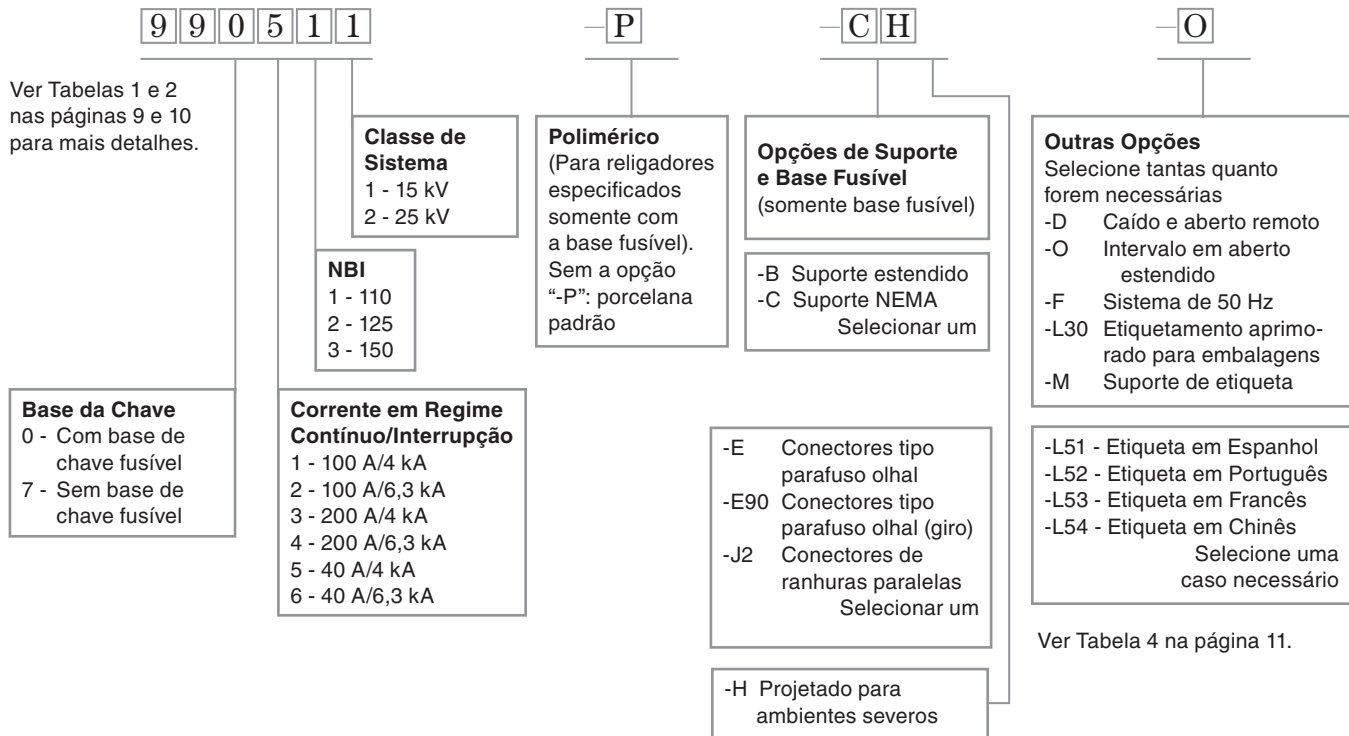 990511 –P –CH –O
Ver Tabelas 1 e 2
nas páginas 9 e 10
para mais detalhes.
Classe de
Sistema
1 - 15 kV
2 - 25 kV
NBI
1 - 110
2 - 125
3 - 150
Base da Chave
0 - Com base de
chave fusível
7 - Sem base de
chave fusível
Corrente em Regime
Contínuo/Interrupção
1 - 100 A/4 kA
2 - 100 A/6,3 kA
3 - 200 A/4 kA
4 - 200 A/6,3 kA
5 - 40 A/4 kA
6 - 40 A/6,3 kA
Polimérico
(Para religadores
especificados
somente com
a base fusível).
Sem a opção
“-P”: porcelana
padrão
Opções de Suporte
e Base Fusível
(somente base fusível)
-B Suporte estendido
-C Suporte NEMA
Selecionar um
-E Conectores tipo
parafuso olhal
-E90 Conectores tipo
parafuso olhal (giro)
-J2 Conectores de
ranhuras paralelas
Selecionar um
-H Projetado para
ambientes severos
Outras Opções
Selecione tantas quanto
forem necessárias
-D Caído e aberto remoto
-O Intervalo em aberto
estendido
-F Sistema de 50 Hz
-L30 Etiquetamento aprimo-
rado para embalagens
-M Suporte de etiqueta
-L51 - Etiqueta em Espanhol
-L52 - Etiqueta em Português
-L53 - Etiqueta em Francês
-L54 - Etiqueta em Chinês
Selecione uma
caso necessário
Ver Tabela 4 na página 11.